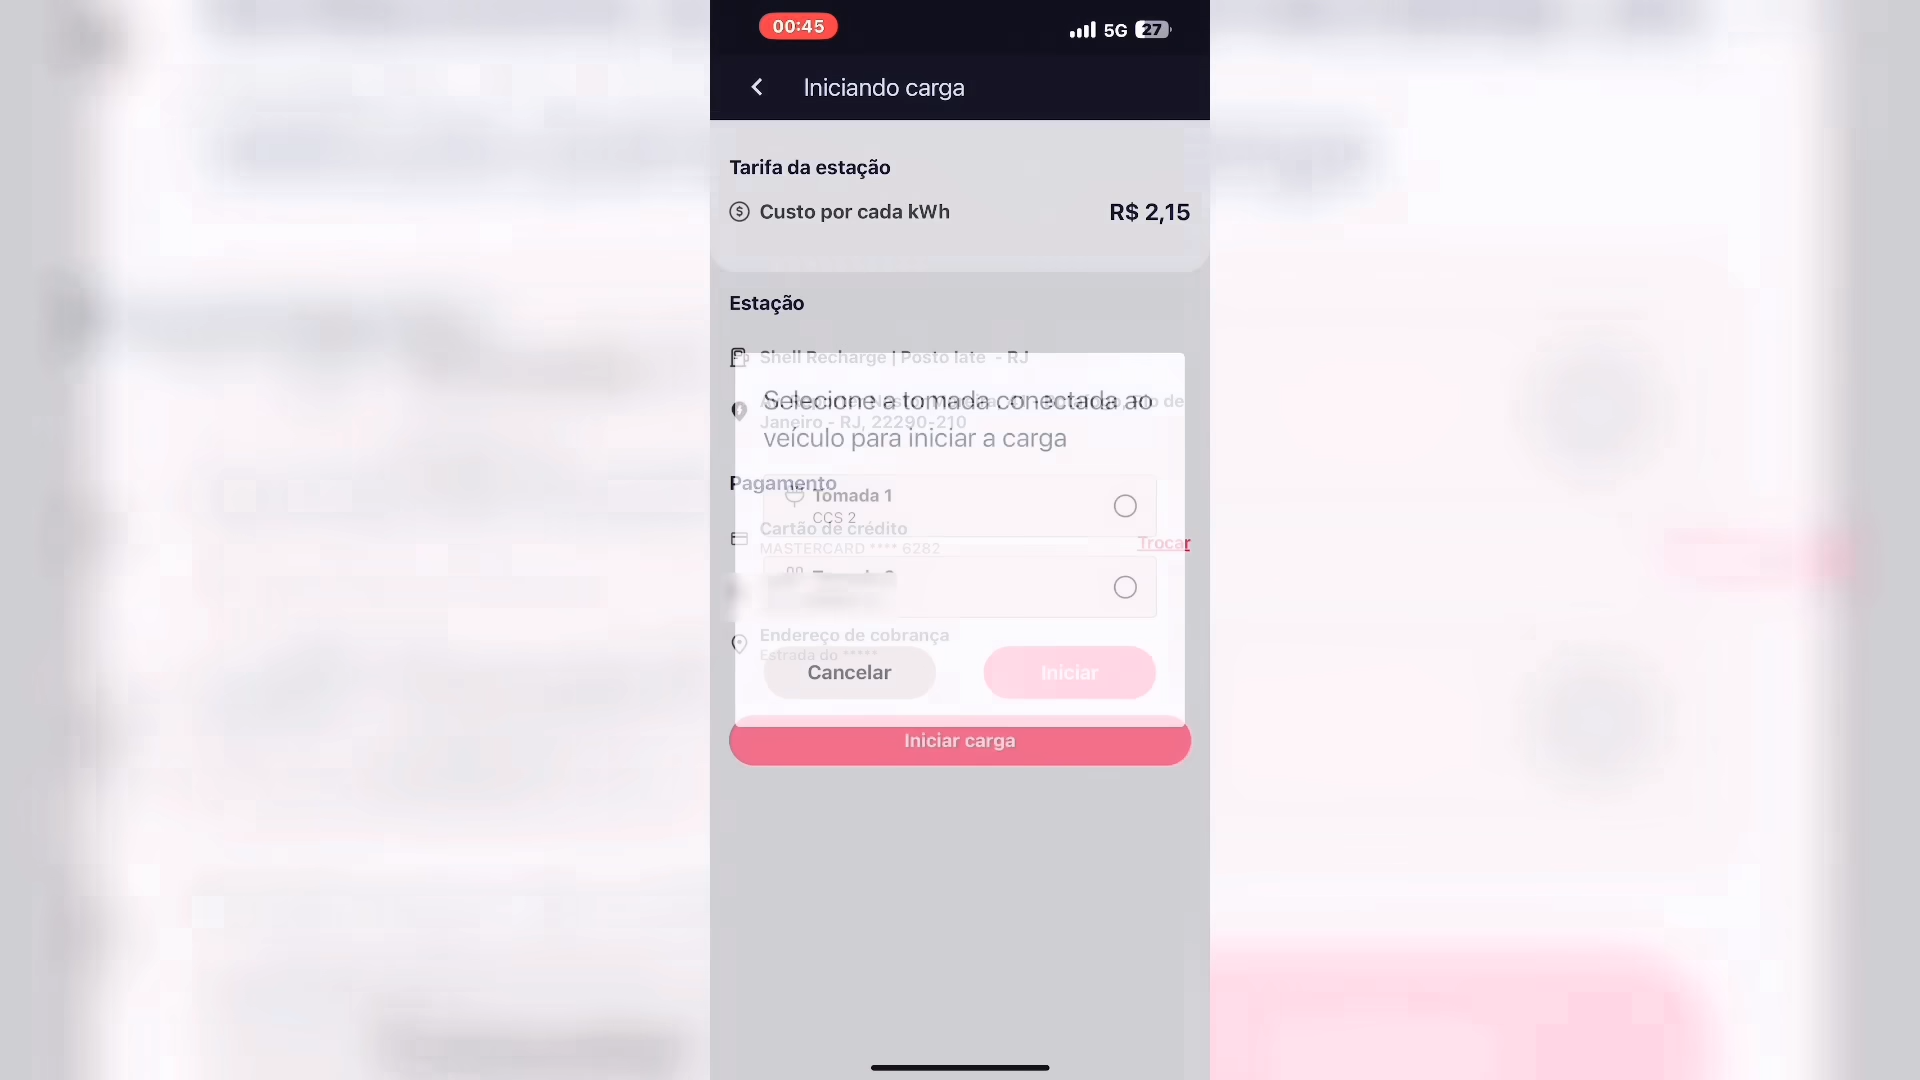 00:45
5G 27
Iniciando carga
Tarifa da estação
Custo por cada kWh
R$ 2,15
Estação
Shell Recharge | Posto Iate - RJ
Selecione a tomada conectada ao
de
Janeiro - RJ, 22290-210
veículo para iniciar a carga
Pagamento
Tomada 1
CCS 2
Cartão de crédito
MASTERCARD **** 6282
Trocar
Tomada
Endereço de cobrança
Estrada do *****
Cancelar
Iniciar
Iniciar carga